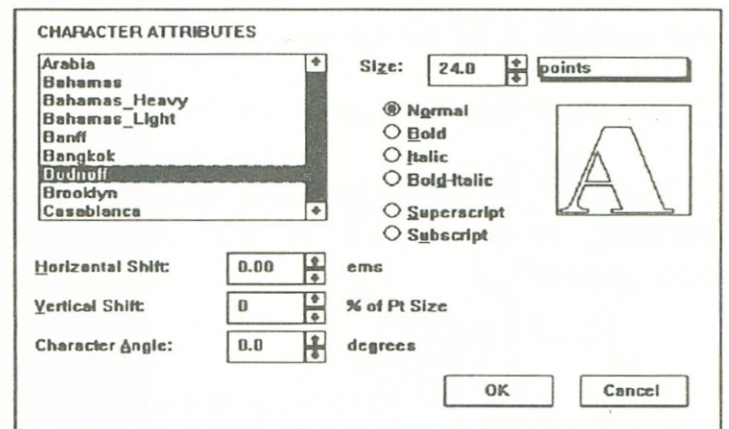 CHARACTER ATTRIBUTES
Arabia
Bahamas
Bahamas_Heavy
Bahamas_Light
Banff
Bangkok
Bodnoff
Brooklyn
Casablanca
Size: 24.0 points
Normal
Bold
Italic
Bold-Italic
Superscript
Subscript
A
Horizontal Shift: 0.00 ems
Vertical Shift: 0 % of Pt Size
Character Angle: 0.0 degrees
OK Cancel